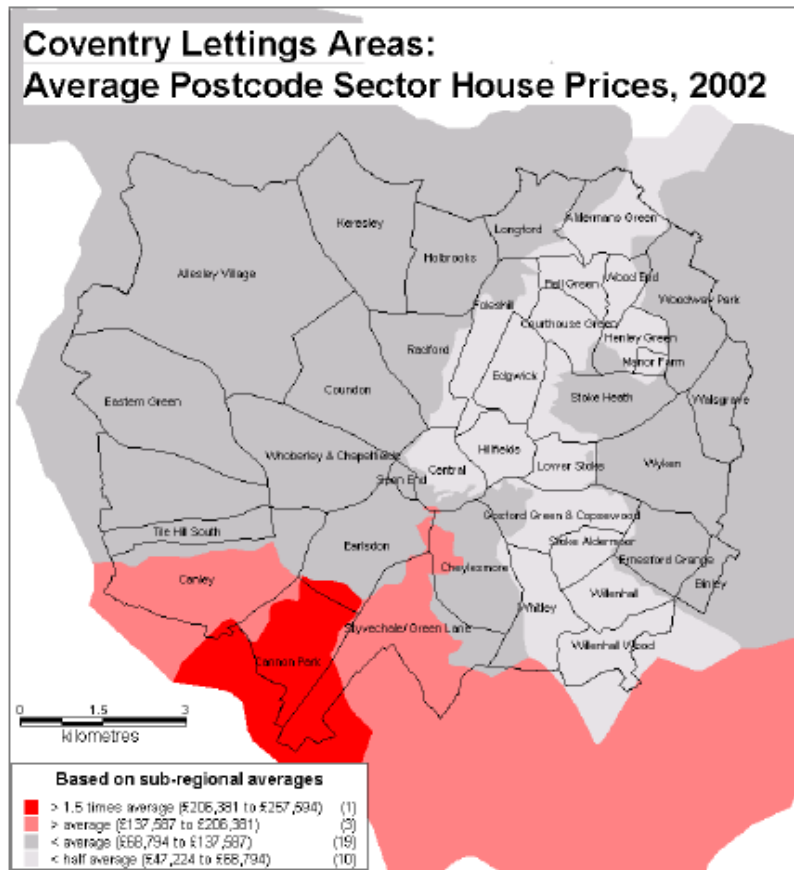 Coventry Lettings Areas:
Average Postcode Sector House Prices, 2002
Keresley
Longford
Aldermans Green
Allesley Village
Holbrooks
Bell Green
Wood End
Woodway Park
Foleshill
Courthouse Green
Henley Green
Radford
Manor Farm
Edgwick
Coundon
Stoke Heath
Walsgrave
Eastern Green
Whoberley & Chapelfields
Hillfields
Central
Lower Stoke
Wyken
Spon End
Gosford Green & Copsewood
Tile Hill South
Earlsdon
Stoke Aldermoor
Cheylesmore
Ernesford Grange
Canley
Binley
Willenhall
Whitley
Styvechale/ Green Lane
Willenhall Wood
Cannon Park
0 1.5 3
kilometres
Based on sub-regional averages
> 1.5 times average (£206,381 to £257,594) (1)
> average (£137,587 to £206,381) (3)
< average (£68,794 to £137,587) (19)
< half average (£47,224 to £68,794) (10)